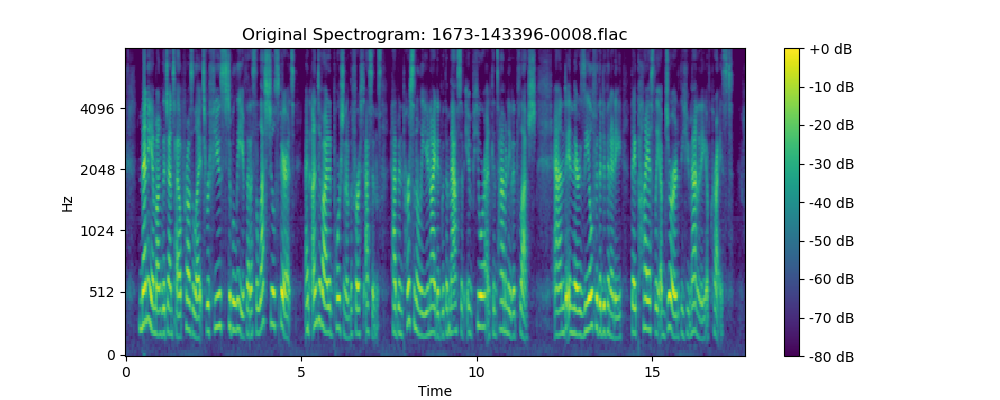 Original Spectrogram: 1673-143396-0008.flac
Hz
4096
2048
1024
512
0
0 5 10 15
Time
+0 dB
-10 dB
-20 dB
-30 dB
-40 dB
-50 dB
-60 dB
-70 dB
-80 dB